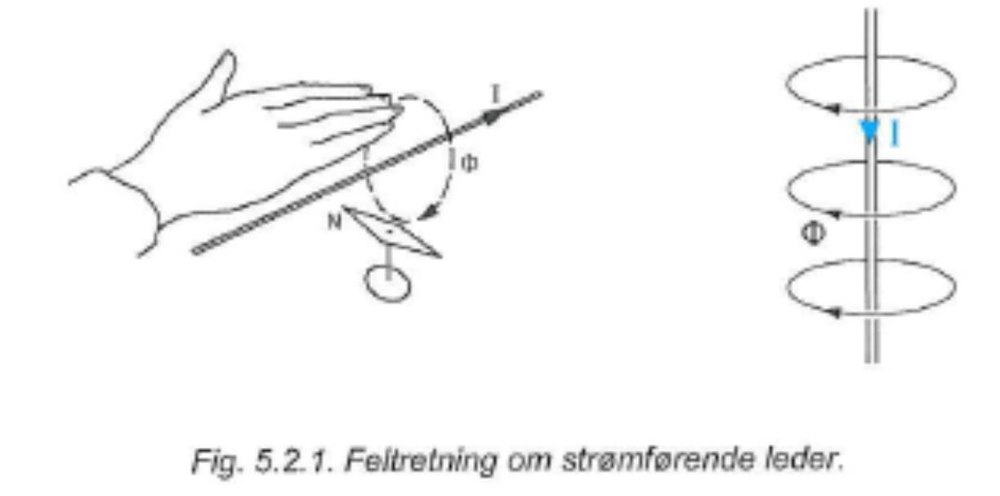 I
Φ
N
I
Φ
Fig. 5.2.1. Feltretning om strømførende leder.